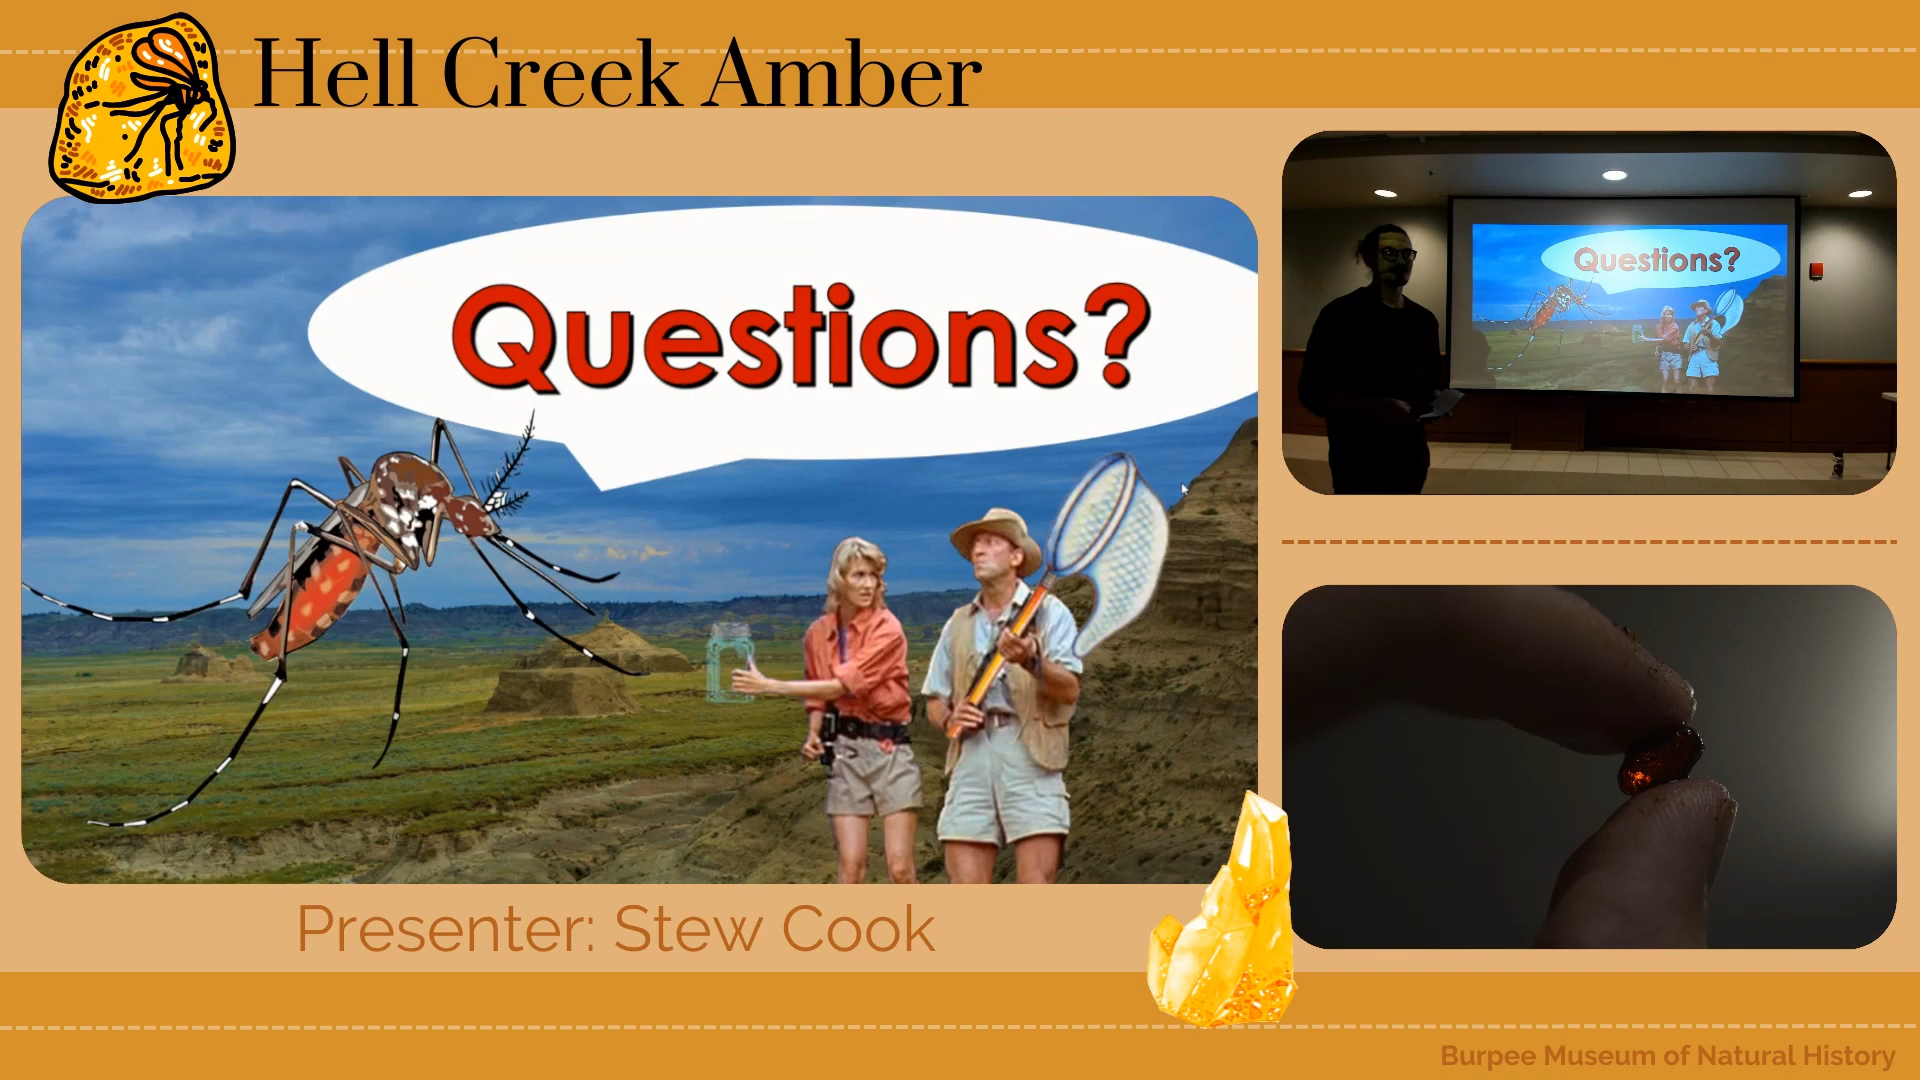 Hell Creek Amber
Questions?
Questions?
Presenter: Stew Cook
Burpee Museum of Natural History